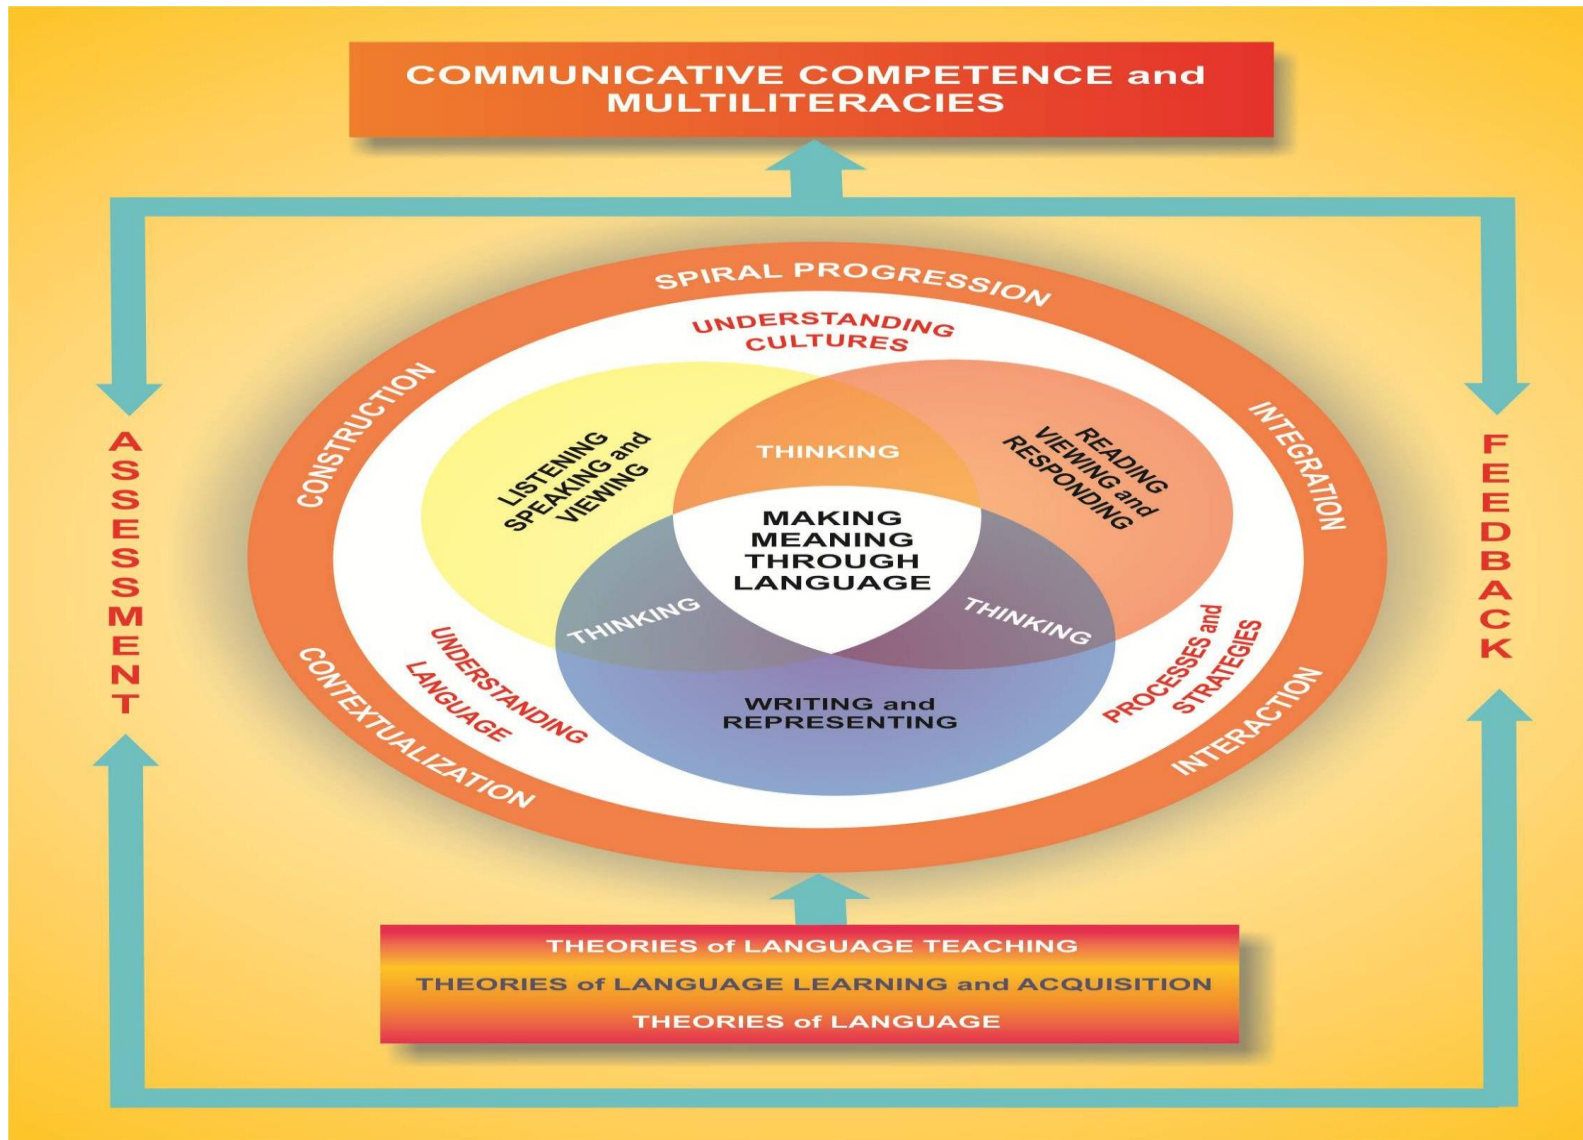 COMMUNICATIVE COMPETENCE and
MULTILITERACIES
SPIRAL PROGRESSION
UNDERSTANDING
CULTURES
CONSTRUCTION
INTEGRATION
LISTENING
SPEAKING and
VIEWING
THINKING
READING
VIEWING and
RESPONDING
ASSESSMENT
FEEDBACK
MAKING
MEANING
THROUGH
LANGUAGE
THINKING
THINKING
UNDERSTANDING
LANGUAGE
WRITING and
REPRESENTING
PROCESSES and
STRATEGIES
CONTEXTUALIZATION
INTERACTION
THEORIES of LANGUAGE TEACHING
THEORIES of LANGUAGE LEARNING and ACQUISITION
THEORIES of LANGUAGE